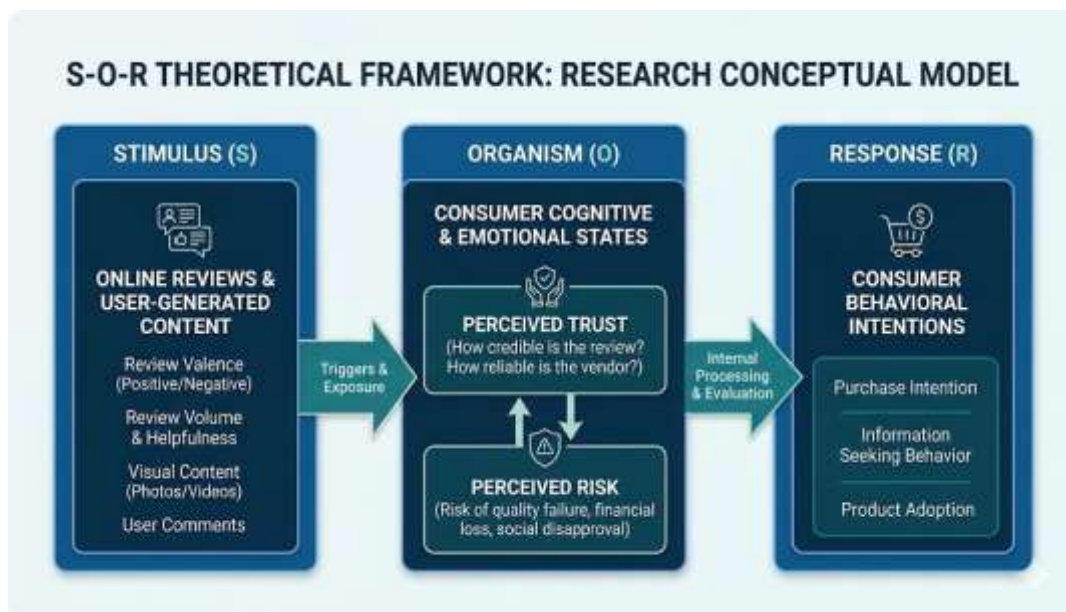 S-O-R THEORETICAL FRAMEWORK: RESEARCH CONCEPTUAL MODEL
STIMULUS (S)
ONLINE REVIEWS &
USER-GENERATED
CONTENT
Review Valence
(Positive/Negative)
Review Volume
& Helpfulness
Visual Content
(Photos/Videos)
User Comments
Triggers &
Exposure
ORGANISM (O)
CONSUMER COGNITIVE
& EMOTIONAL STATES
PERCEIVED TRUST
(How credible is the review?
How reliable is the vendor?)
PERCEIVED RISK
(Risk of quality failure, financial
loss, social disapproval)
Internal
Processing
& Evaluation
RESPONSE (R)
$
CONSUMER
BEHAVIORAL
INTENTIONS
Purchase Intention
Information
Seeking Behavior
Product Adoption